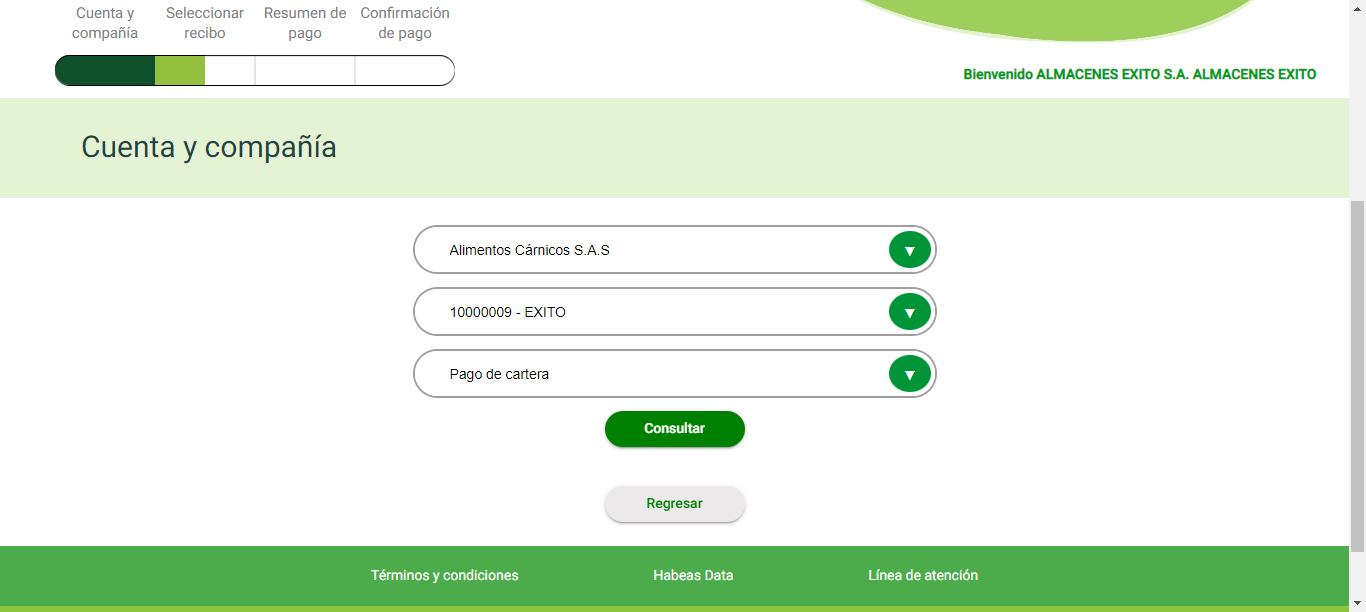 Cuenta y compañía
Seleccionar recibo
Resumen de pago
Confirmación de pago
Bienvenido ALMACENES EXITO S.A. ALMACENES EXITO
Cuenta y compañía
Alimentos Cárnicos S.A.S
10000009 - EXITO
Pago de cartera
Consultar
Regresar
Términos y condiciones
Habeas Data
Línea de atención